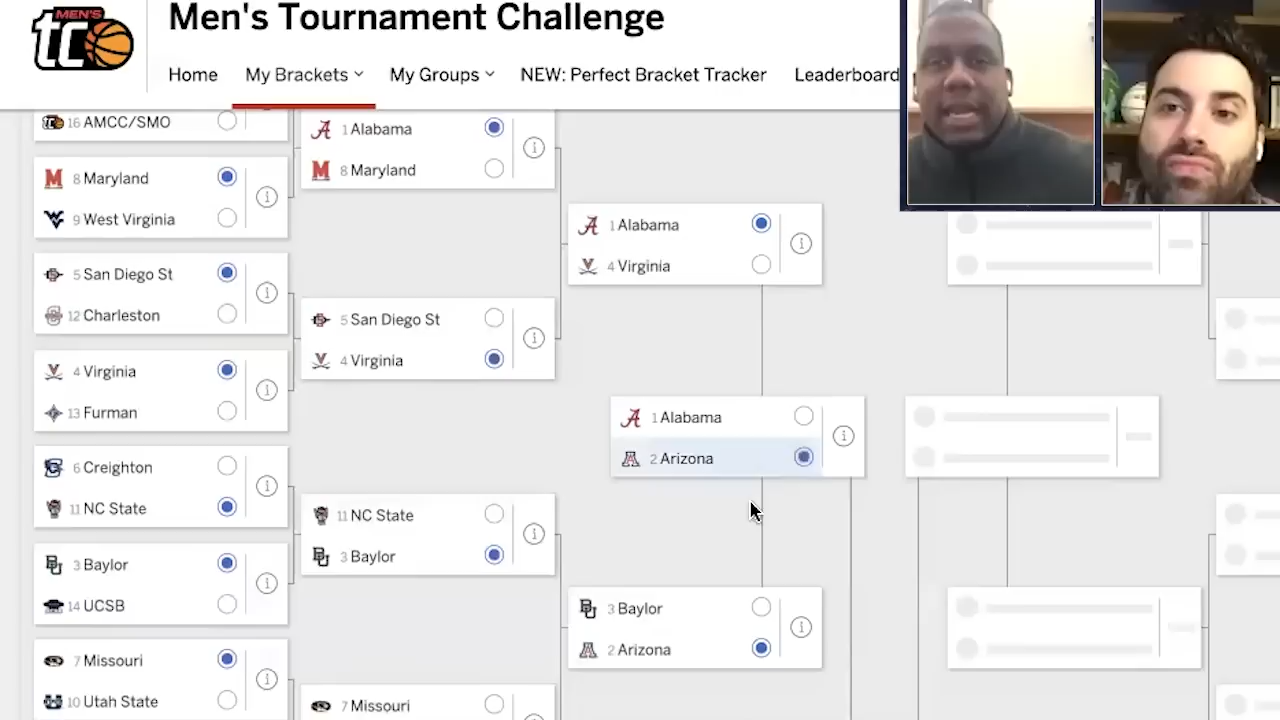 MEN'S
tc
Men's Tournament Challenge
Home My Brackets My Groups NEW: Perfect Bracket Tracker Leaderboard
16 AMCC/SMO
8 Maryland
9 West Virginia
5 San Diego St
12 Charleston
4 Virginia
13 Furman
6 Creighton
11 NC State
3 Baylor
14 UCSB
7 Missouri
10 Utah State
1 Alabama
8 Maryland
5 San Diego St
4 Virginia
11 NC State
3 Baylor
7 Missouri
1 Alabama
4 Virginia
1 Alabama
2 Arizona
3 Baylor
2 Arizona